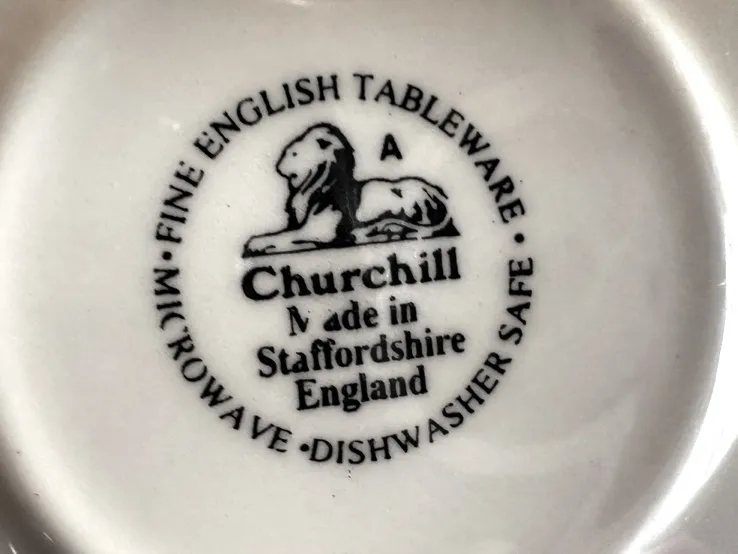 • FINE ENGLISH TABLEWARE •
A
Churchill
Made in
Staffordshire
England
MICROWAVE • DISHWASHER SAFE